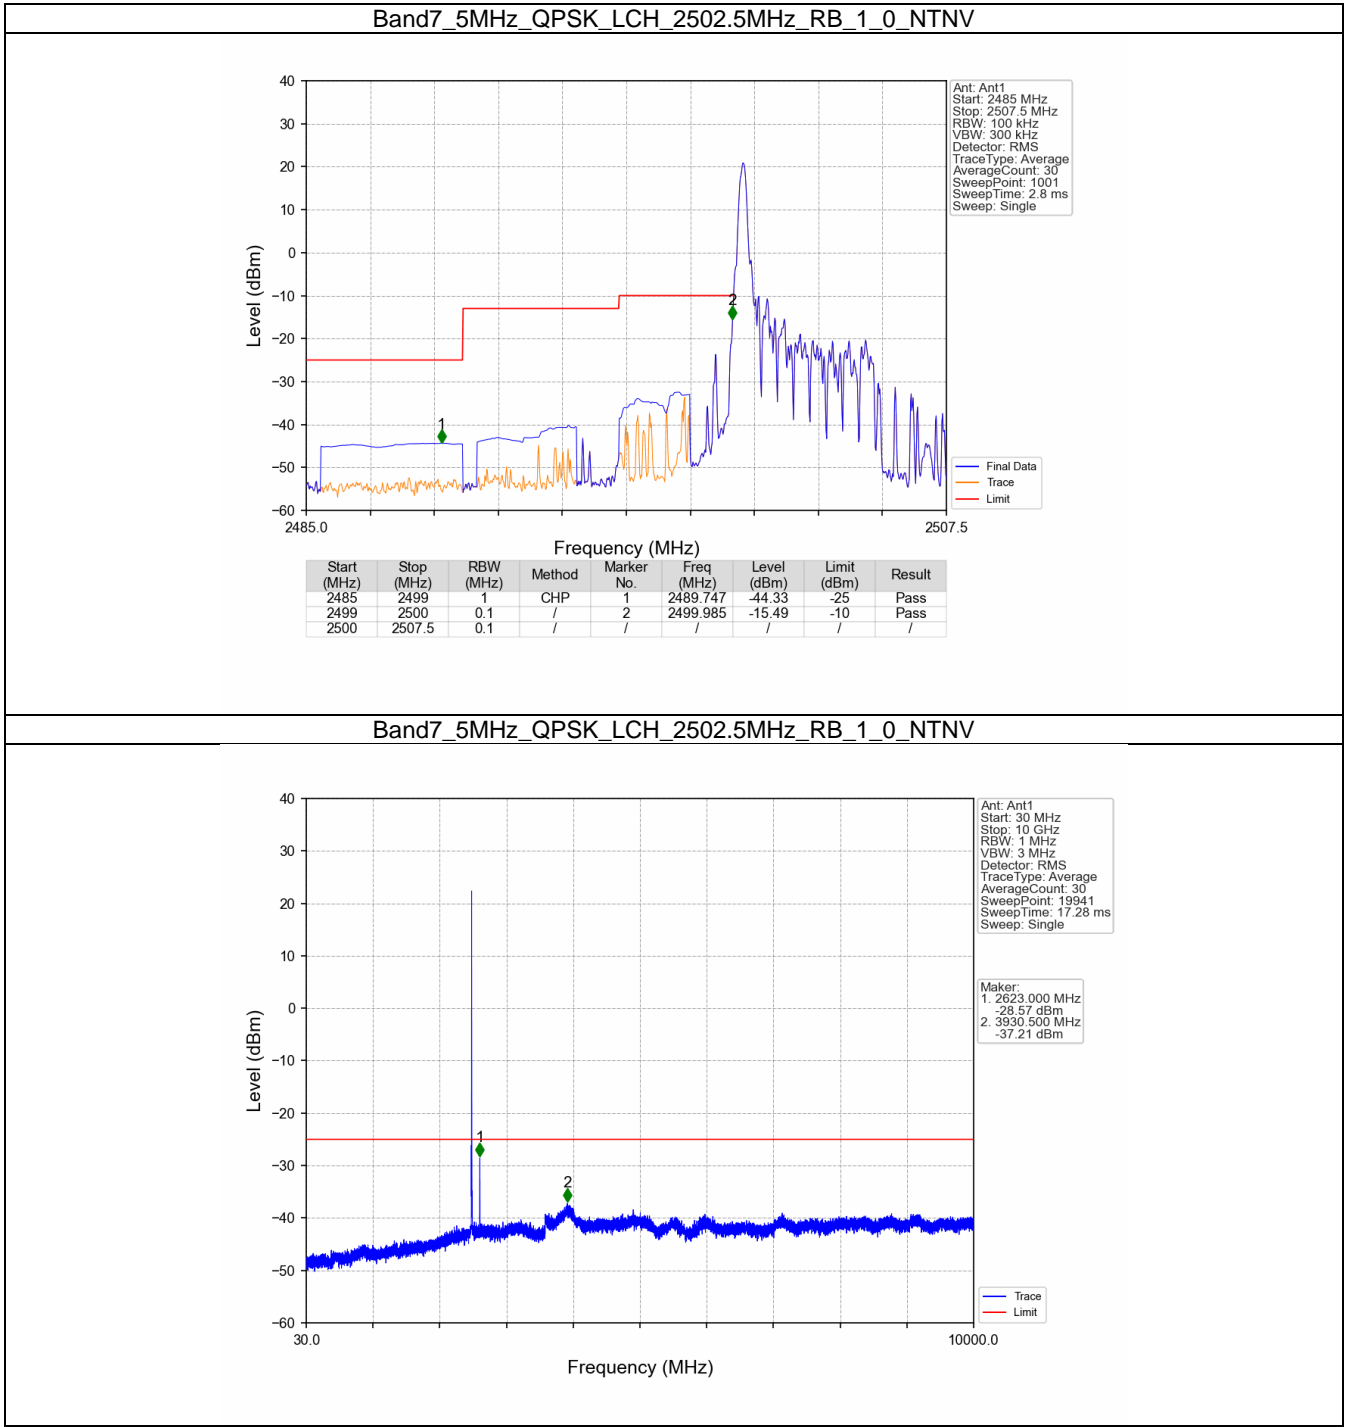 Band7_5MHz_QPSK_LCH_2502.5MHz_RB_1_0_NTNV
40
30
20
10
0
−10
−20
−30
−40
−50
−60
Level (dBm)
1
2
2485.0
2507.5
Frequency (MHz)
Ant: Ant1
Start: 2485 MHz
Stop: 2507.5 MHz
RBW: 100 kHz
VBW: 300 kHz
Detector: RMS
TraceType: Average
AverageCount: 30
SweepPoint: 1001
SweepTime: 2.8 ms
Sweep: Single
Final Data
Trace
Limit
Start (MHz) Stop (MHz) RBW (MHz) Method Marker No. Freq (MHz) Level (dBm) Limit (dBm) Result
2485 2499 1 CHP 1 2489.747 -44.33 -25 Pass
2499 2500 0.1 / 2 2499.985 -15.49 -10 Pass
2500 2507.5 0.1 / / / / / /
Band7_5MHz_QPSK_LCH_2502.5MHz_RB_1_0_NTNV
40
30
20
10
0
−10
−20
−30
−40
−50
−60
Level (dBm)
1
2
30.0
10000.0
Frequency (MHz)
Ant: Ant1
Start: 30 MHz
Stop: 10 GHz
RBW: 1 MHz
VBW: 3 MHz
Detector: RMS
TraceType: Average
AverageCount: 30
SweepPoint: 19941
SweepTime: 17.28 ms
Sweep: Single
Maker:
1. 2623.000 MHz
-28.57 dBm
2. 3930.500 MHz
-37.21 dBm
Trace
Limit